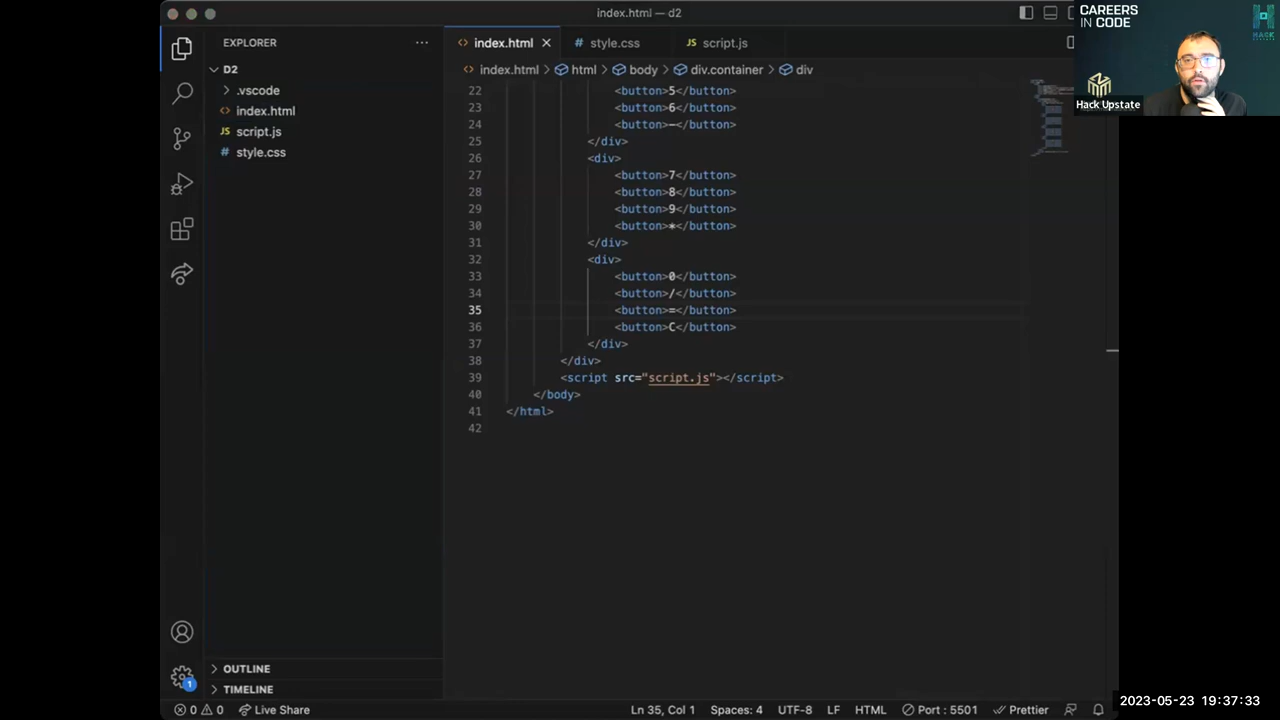 index.html — d2
EXPLORER
D2
.vscode
index.html
JS script.js
# style.css
OUTLINE
TIMELINE
index.html
# style.css
JS script.js
index.html > html > body > div.container > div
22 <button>5</button>
23 <button>6</button>
24 <button>-</button>
25 </div>
26 <div>
27 <button>7</button>
28 <button>8</button>
29 <button>9</button>
30 <button>*</button>
31 </div>
32 <div>
33 <button>0</button>
34 <button>/</button>
35 <button>=</button>
36 <button>C</button>
37 </div>
38 </div>
39 <script src="script.js"></script>
40 </body>
41 </html>
42
1
0 0 Live Share
Ln 35, Col 1 Spaces: 4 UTF-8 LF HTML Port : 5501 Prettier
CAREERS
IN CODE
HACK
Hack Upstate
2023-05-23 19:37:33